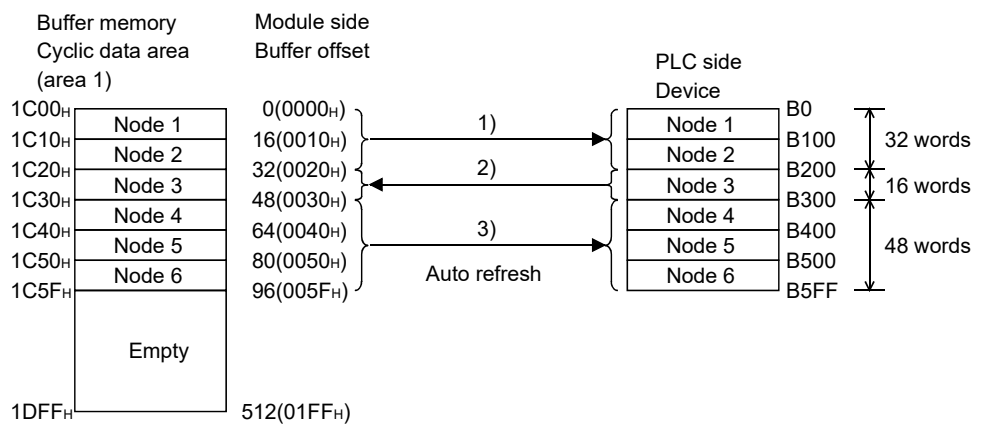 Buffer memory
Cyclic data area
(area 1)
Module side
Buffer offset
PLC side
Device
1C00H
0(0000H)
B0
Node 1
1)
Node 1
1C10H
16(0010H)
B100
32 words
Node 2
Node 2
1C20H
32(0020H)
2)
B200
Node 3
Node 3
16 words
1C30H
48(0030H)
B300
Node 4
Node 4
1C40H
64(0040H)
3)
B400
Node 5
Node 5
48 words
1C50H
80(0050H)
B500
Node 6
Auto refresh
Node 6
1C5FH
96(005FH)
B5FF
Empty
1DFFH
512(01FFH)